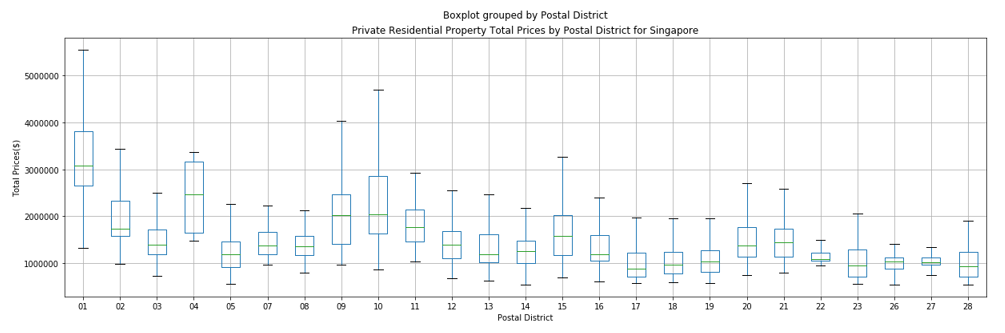 Boxplot grouped by Postal District
Private Residential Property Total Prices by Postal District for Singapore
Total Prices($)
5000000
4000000
3000000
2000000
1000000
01 02 03 04 05 07 08 09 10 11 12 13 14 15 16 17 18 19 20 21 22 23 26 27 28
Postal District